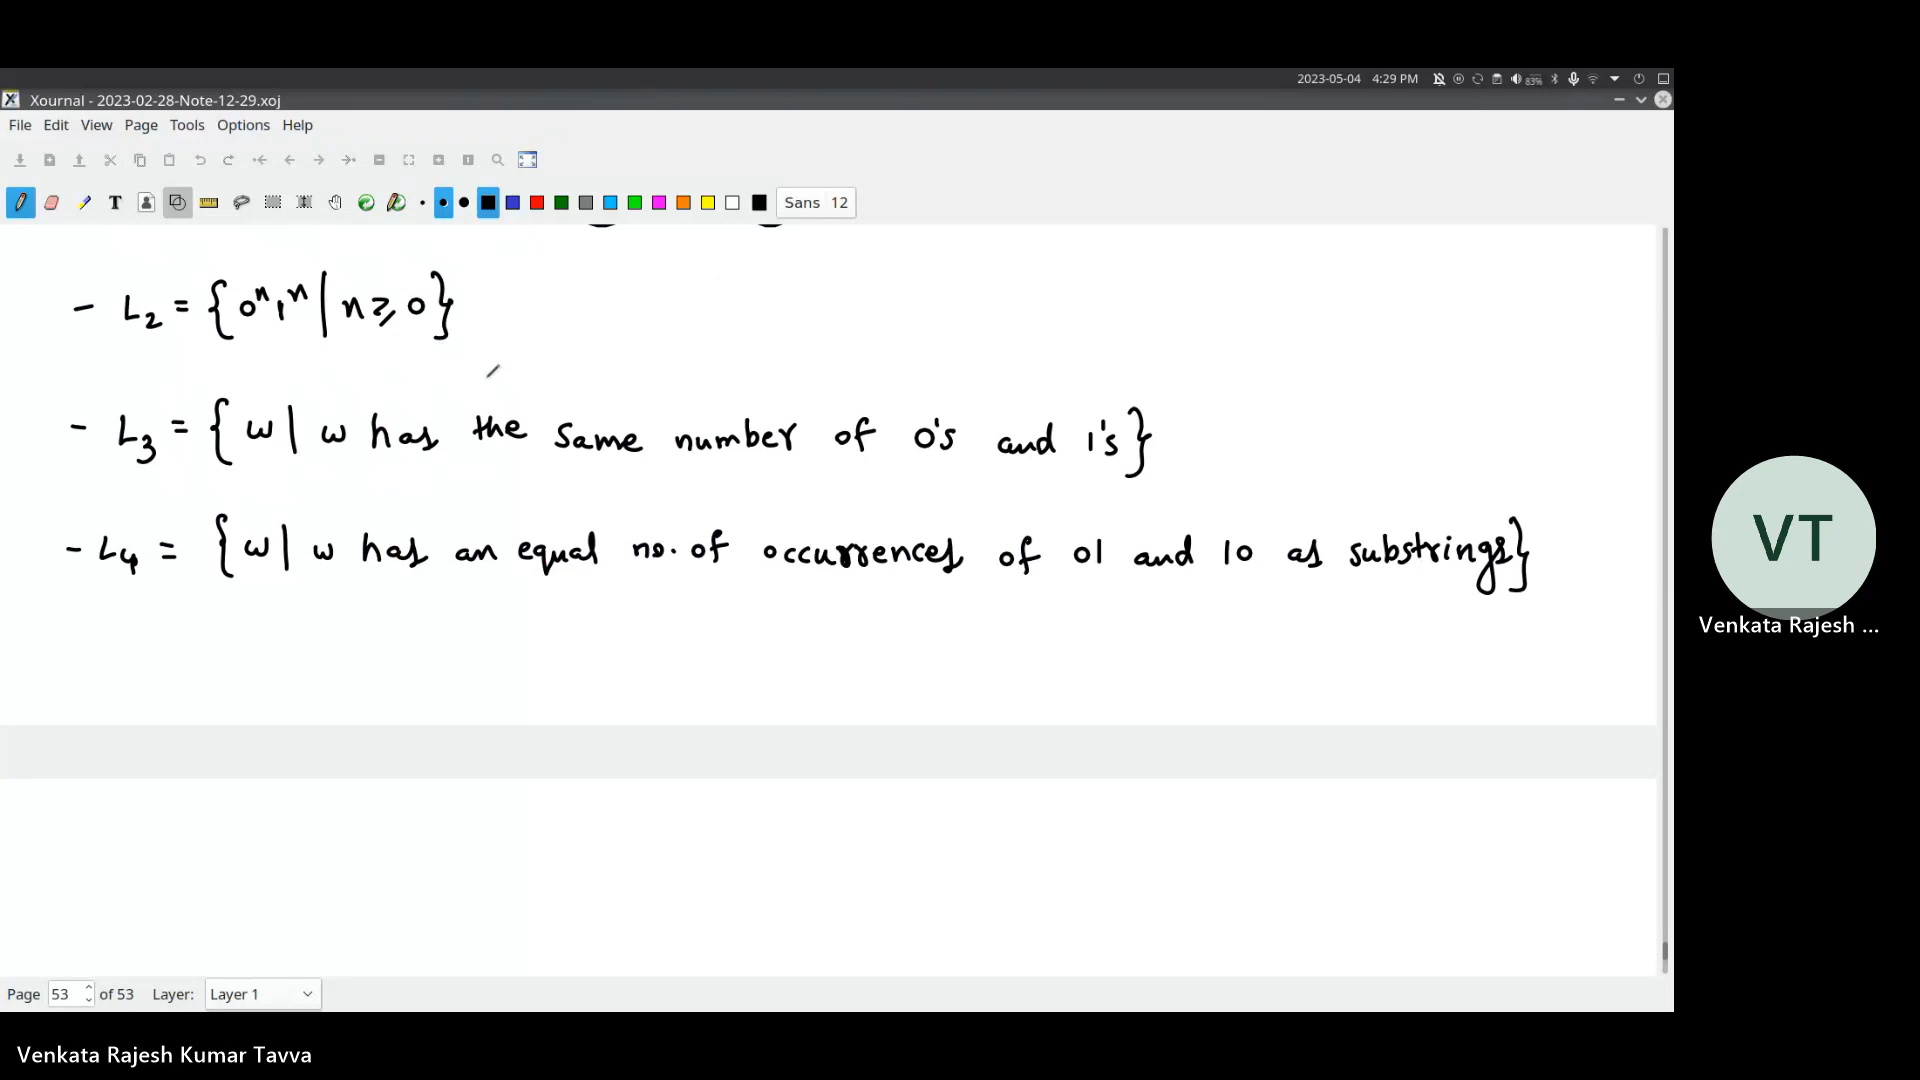 2023-05-04 4:29 PM 83%
Xournal - 2023-02-28-Note-12-29.xoj
File Edit View Page Tools Options Help
T Sans 12
- L₂ = {0ⁿ1ⁿ | n ≥ 0}
- L₃ = {w | w has the same number of 0's and 1's}
- L₄ = {w | w has an equal no. of occurrences of 01 and 10 as substrings}
VT
Venkata Rajesh ...
Page 53 of 53 Layer: Layer 1
Venkata Rajesh Kumar Tavva